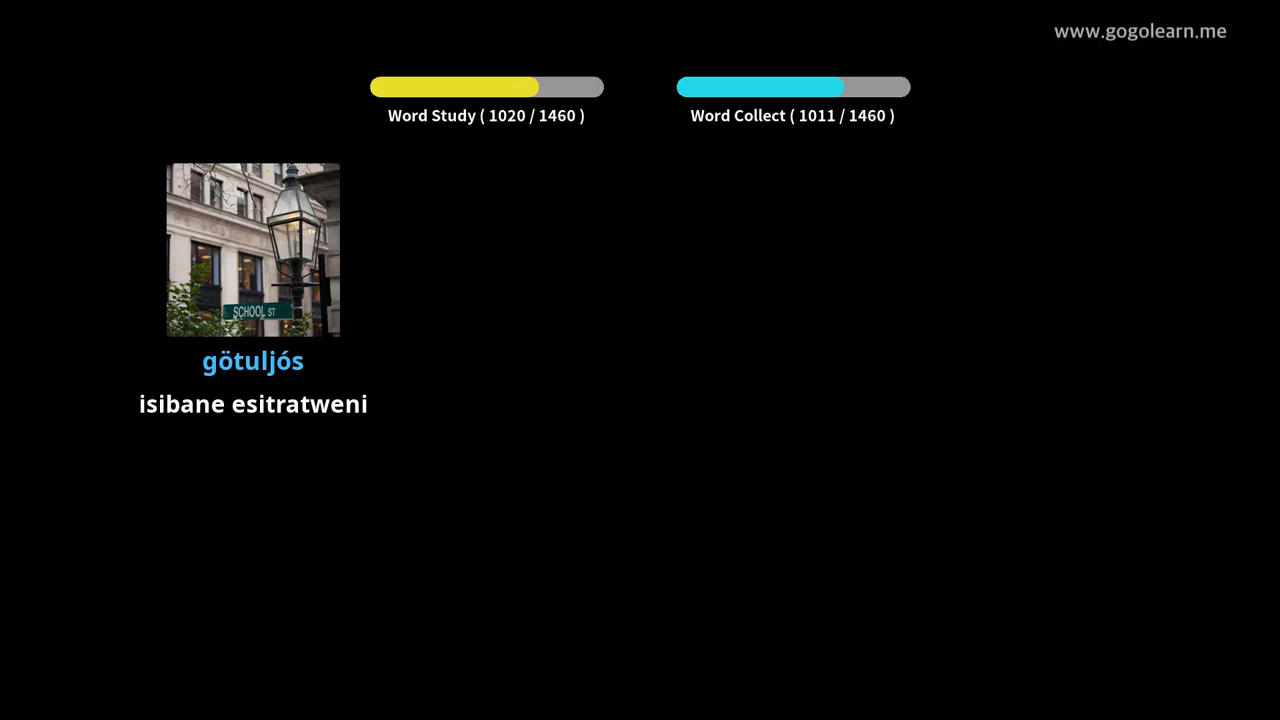 www.gogolearn.me
Word Study ( 1020 / 1460 )
Word Collect ( 1011 / 1460 )
SCHOOL ST
götuljós
isibane esitratweni